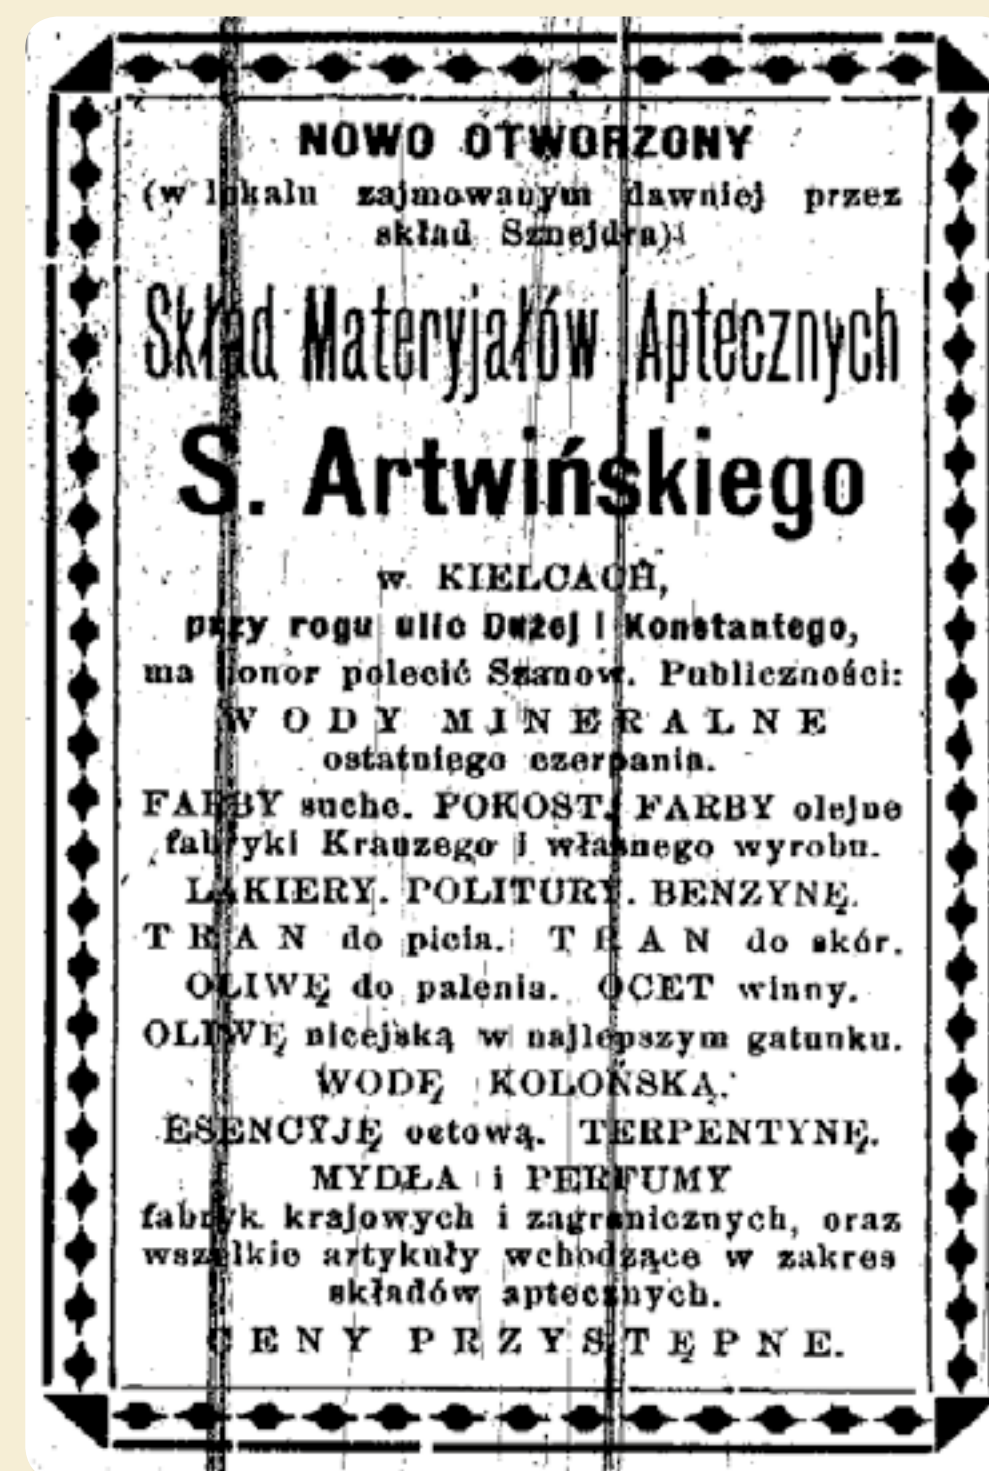 NOWO OTWORZONY
(w lokalu zajmowanym dawniej przez
skład Sznejdra)
Skład Materyjałów Aptecznych
S. Artwińskiego
w KIELCACH,
przy rogu ulic Dużej i Konstantego,
ma honor polecić Szanow. Publiczności:
WODY MINERALNE
ostatniego czerpania.
FARBY suche. POKOST. FARBY olejne
fabryki Krauzego i własnego wyrobu.
LAKIERY. POLITURY. BENZYNĘ.
TRAN do picia. TRAN do skór.
OLIWĘ do palenia. OCET winny.
OLIWĘ nicejską w najlepszym gatunku.
WODĘ KOLOŃSKĄ.
ESENCYJĘ octową. TERPENTYNĘ.
MYDŁA i PERFUMY
fabryk krajowych i zagranicznych, oraz
wszelkie artykuły wchodzące w zakres
składów aptecznych.
CENY PRZYSTĘPNE.